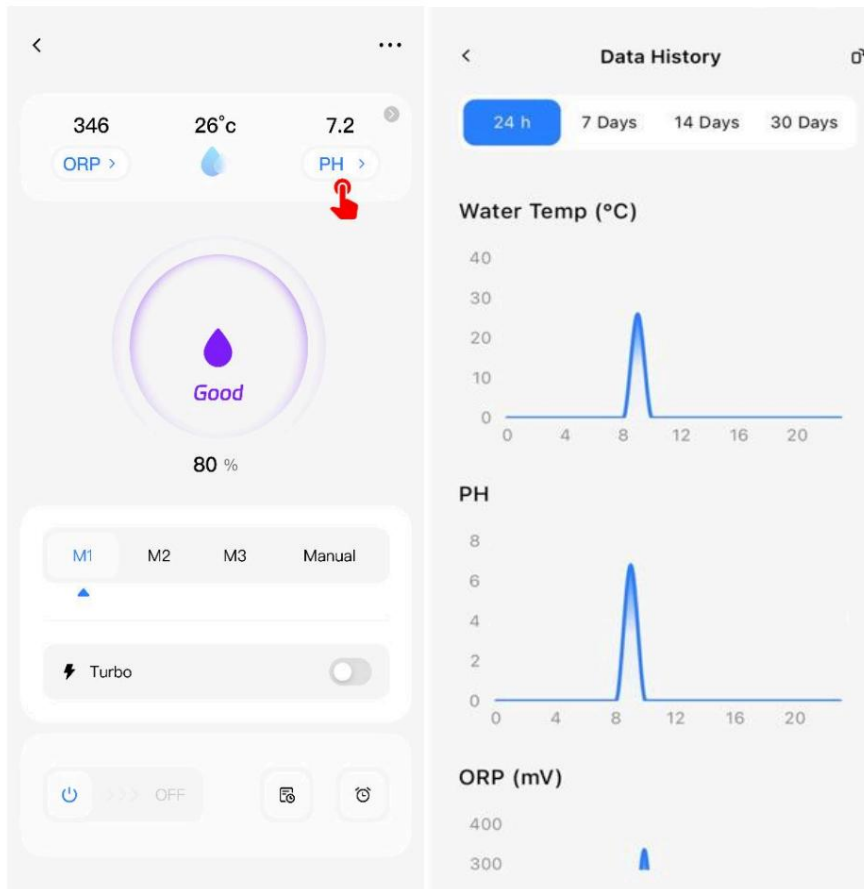 346 26°c 7.2
ORP > PH >
Good
80 %
M1 M2 M3 Manual
Turbo
>>> OFF
Data History
24 h 7 Days 14 Days 30 Days
Water Temp (°C)
40
30
20
10
0
0 4 8 12 16 20
PH
8
6
4
2
0
0 4 8 12 16 20
ORP (mV)
400
300